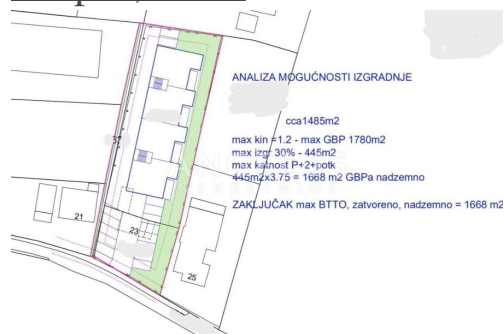 ANALIZA MOGUĆNOSTI IZGRADNJE
cca1485m2
max kin =1.2 - max GBP 1780m2
max izgr 30% - 445m2
max katnost P+2+potk
445m2x3.75 = 1668 m2 GBPa nadzemno
ZAKLJUČAK max BTTO, zatvoreno, nadzemno = 1668 m2
21
23
25